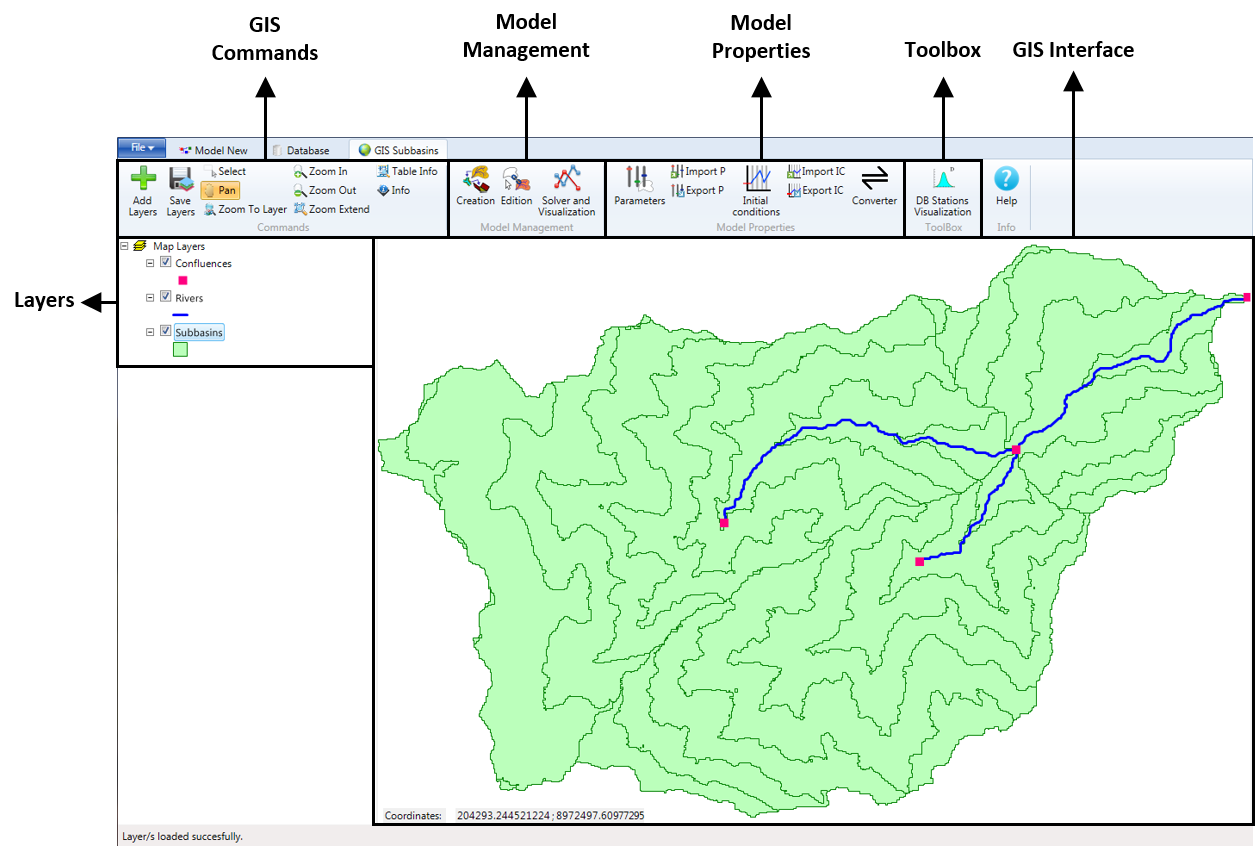 GIS
Commands
Model
Management
Model
Properties
Toolbox
GIS Interface
File
Model New
Database
GIS Subbasins
Add
Layers
Save
Layers
Select
Pan
Zoom To Layer
Zoom In
Zoom Out
Zoom Extend
Table Info
Info
Commands
Creation
Edition
Solver and
Visualization
Model Management
Parameters
Import P
Export P
Initial
conditions
Import IC
Export IC
Converter
Model Properties
DB Stations
Visualization
ToolBox
Help
Info
Layers
Map Layers
Confluences
Rivers
Subbasins
Coordinates: 204293.244521224 ; 8972497.60977295
Layer/s loaded succesfully.